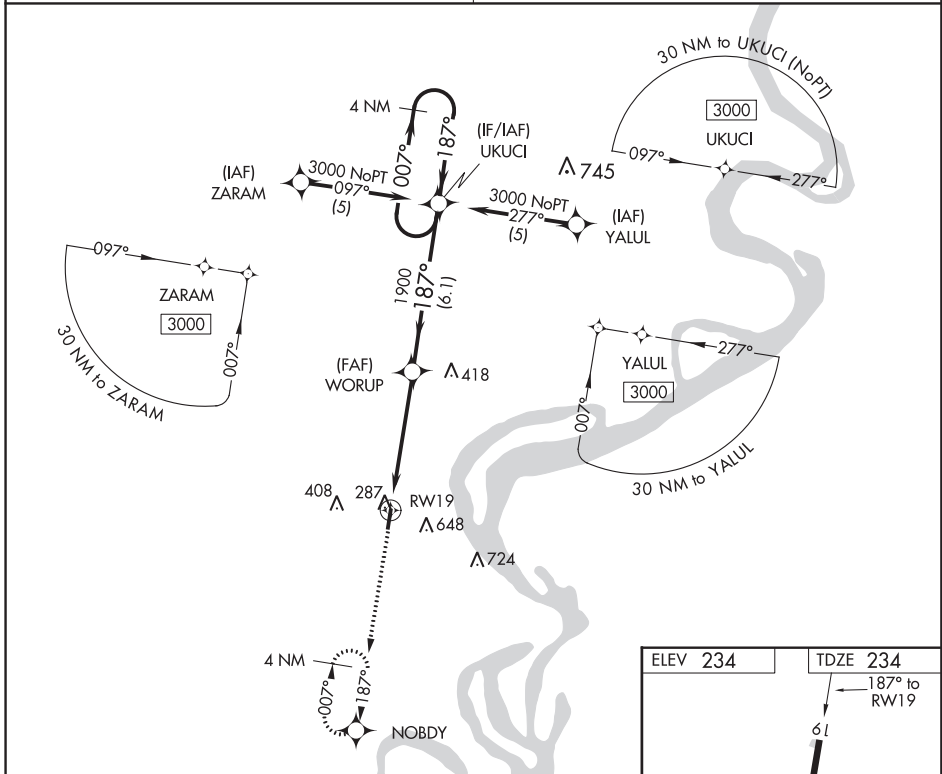 30 NM to UKUCI (NoPT)
3000
UKUCI
097°
277°
4 NM
007°
187°
(IF/IAF)
UKUCI
745
(IAF)
ZARAM
3000 NoPT
097°
(5)
3000 NoPT
277°
(5)
(IAF)
YALUL
097°
ZARAM
3000
007°
30 NM to ZARAM
1900
187°
(6.1)
(FAF)
WORUP
418
277°
YALUL
3000
007°
30 NM to YALUL
408
287
RW19
648
724
4 NM
007°
187°
NOBDY
ELEV 234
TDZE 234
187° to
RW19
19